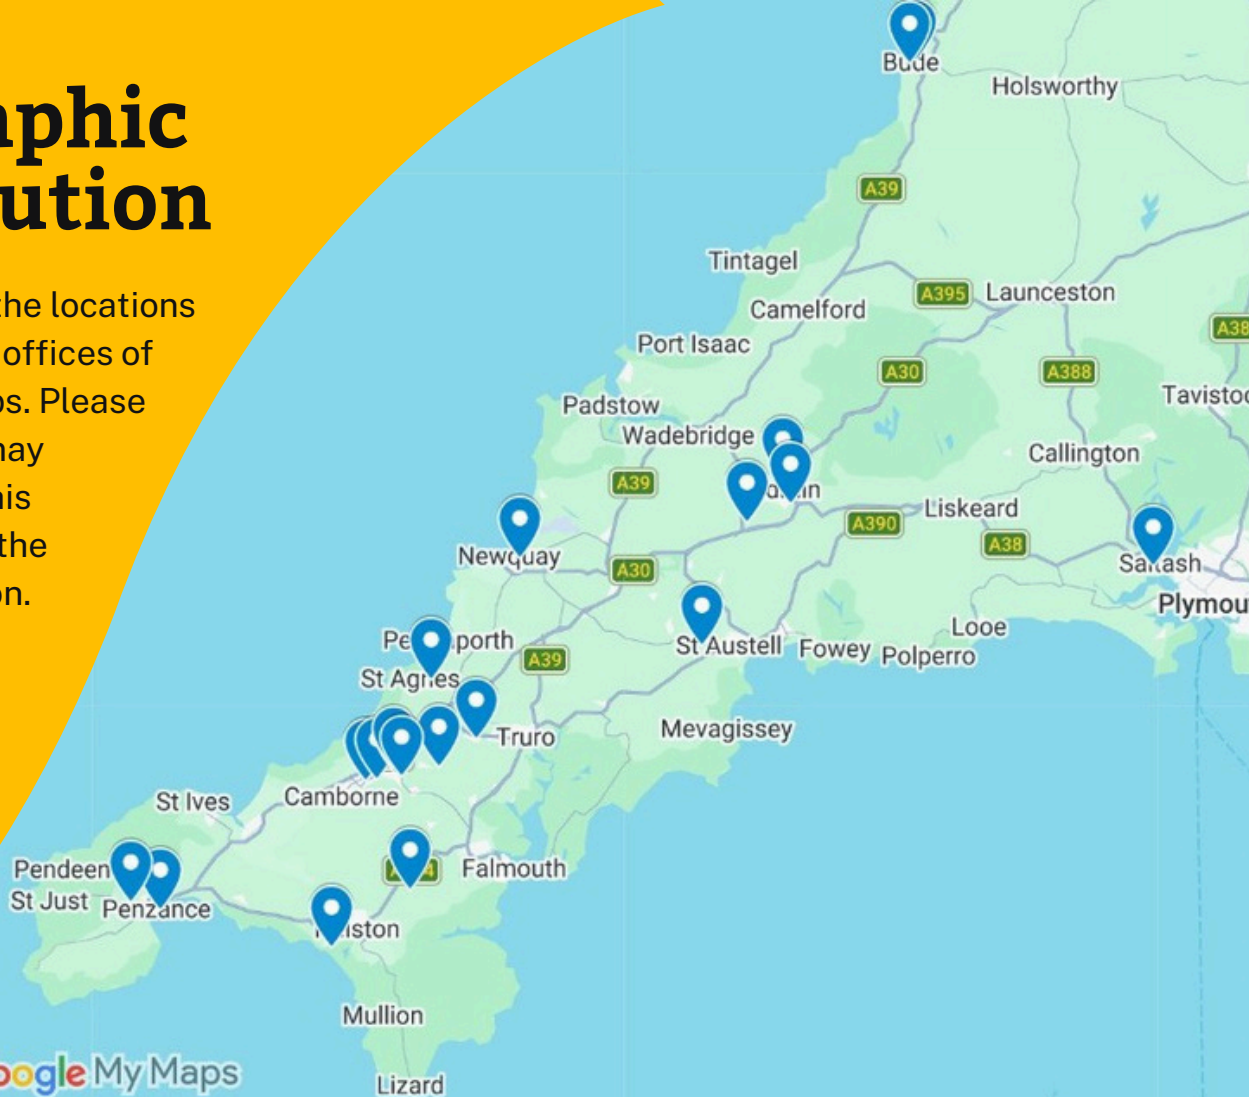 aphic
ution
the locations
offices of
os. Please
may
his
the
on.
Bude
Holsworthy
A39
Tintagel
A395
Launceston
Camelford
A38
Port Isaac
A30
A388
Tavistoc
Padstow
Wadebridge
Callington
A39
Liskeard
A390
A38
Newquay
A30
Saltash
Plymou
Looe
St Austell
Fowey
Polperro
A39
St Agnes
Truro
Mevagissey
St Ives
Camborne
Pendeen
Falmouth
St Just
Penzance
Mullion
oogle My Maps
Lizard